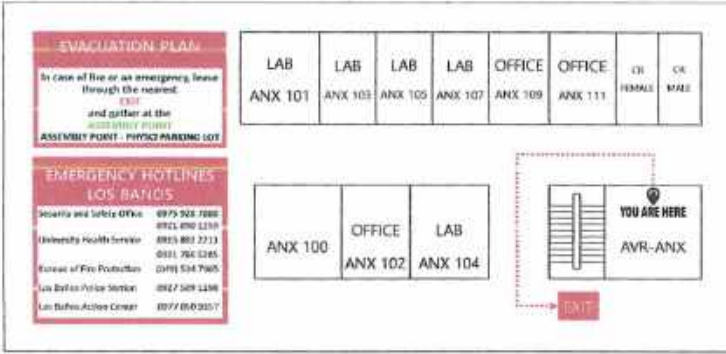 EVACUATION PLAN
In case of fire or an emergency, leave
through the nearest
EXIT
and gather at the
ASSEMBLY POINT
ASSEMBLY POINT - PHYSCI PARKING LOT
EMERGENCY HOTLINES
LOS BANOS
Security and Safety Office
University Health Service
Bureau of Fire Protection
Los Baños Police Station
Los Baños Action Center
LAB
ANX 101
LAB
ANX 103
LAB
ANX 105
LAB
ANX 107
OFFICE
ANX 109
OFFICE
ANX 111
CR
FEMALE
CR
MALE
ANX 100
OFFICE
ANX 102
LAB
ANX 104
YOU ARE HERE
AVR-ANX
EXIT